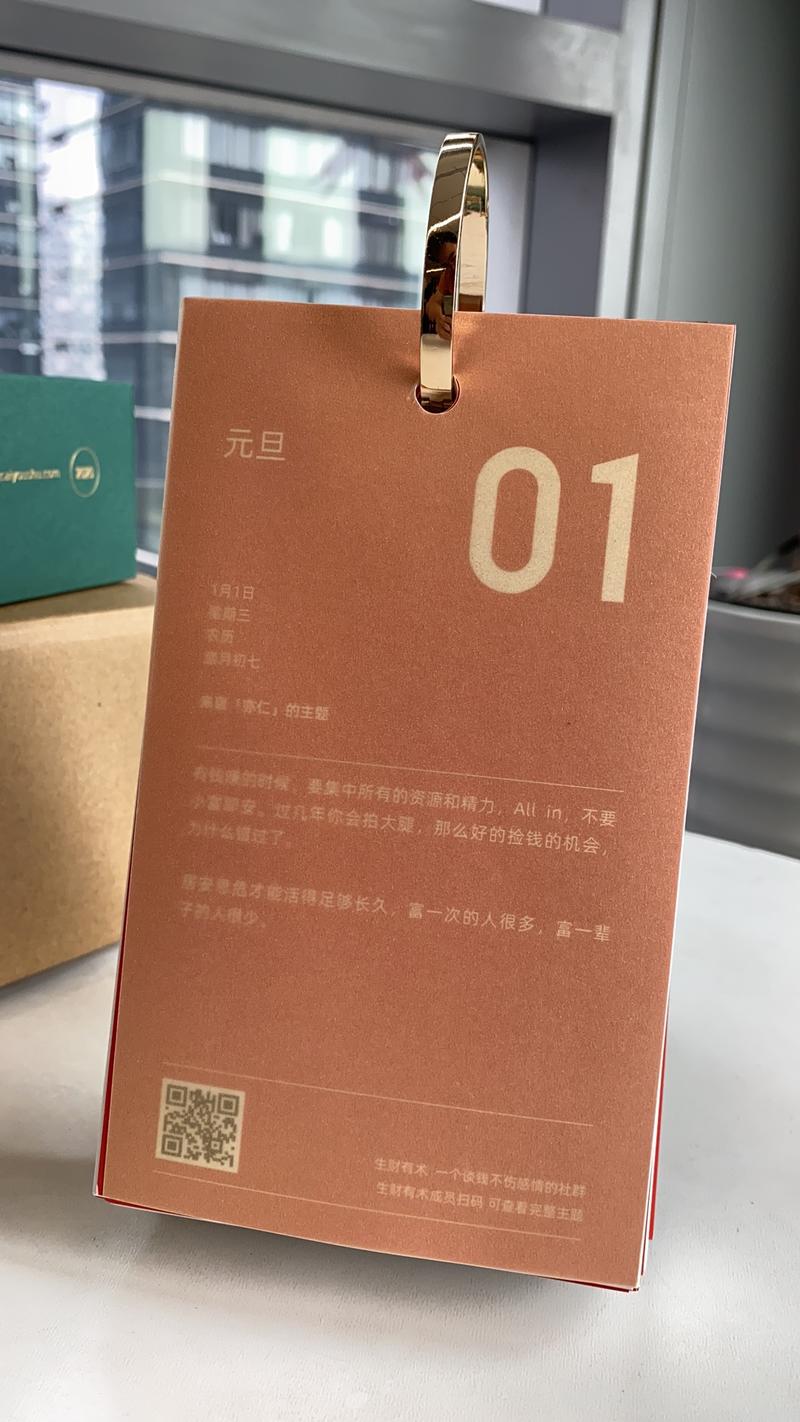 元旦
01
1月1日
星期三
农历
腊月初七
来自「亦仁」的主题
有钱赚的时候，要集中所有的资源和精力，All in，不要
小富即安。过几年你会拍大腿，那么好的捡钱的机会，
为什么错过了。
居安思危才能活得足够长久，富一次的人很多，富一辈
子的人很少。
生财有术 一个谈钱不伤感情的社群
生财有术成员扫码 可查看完整主题